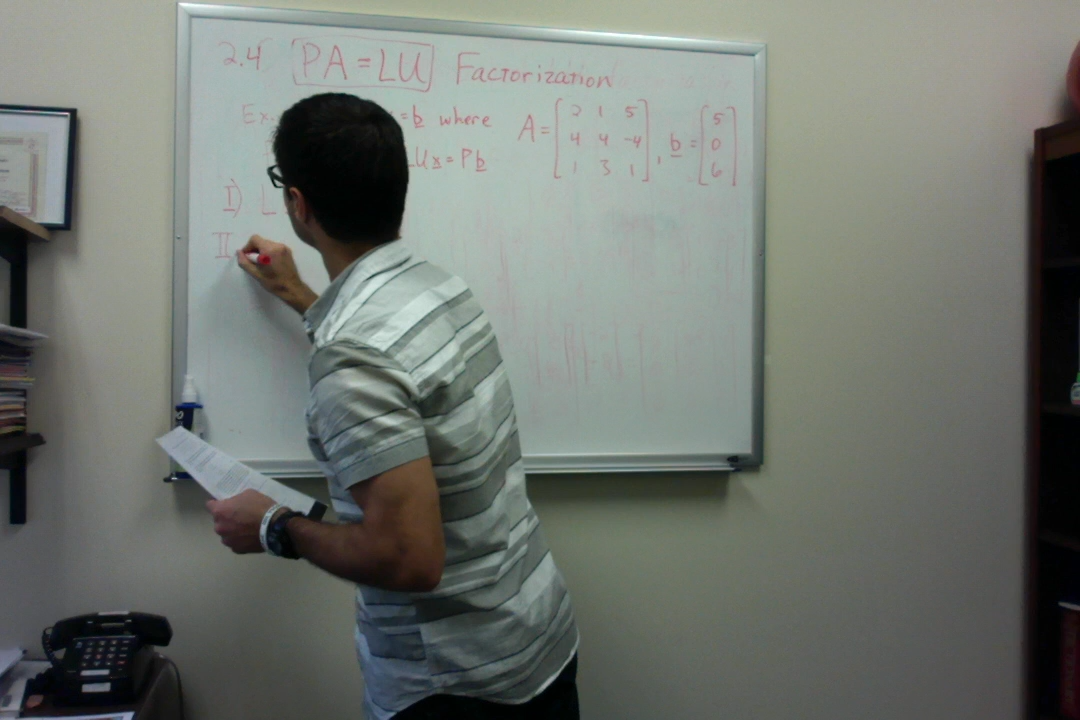 2.4 PA = LU Factorization
Ex. = b where A = [2 1 5 b = [5
4 4 -4 0
1 3 1], 6]
LUx = Pb
I) L
II